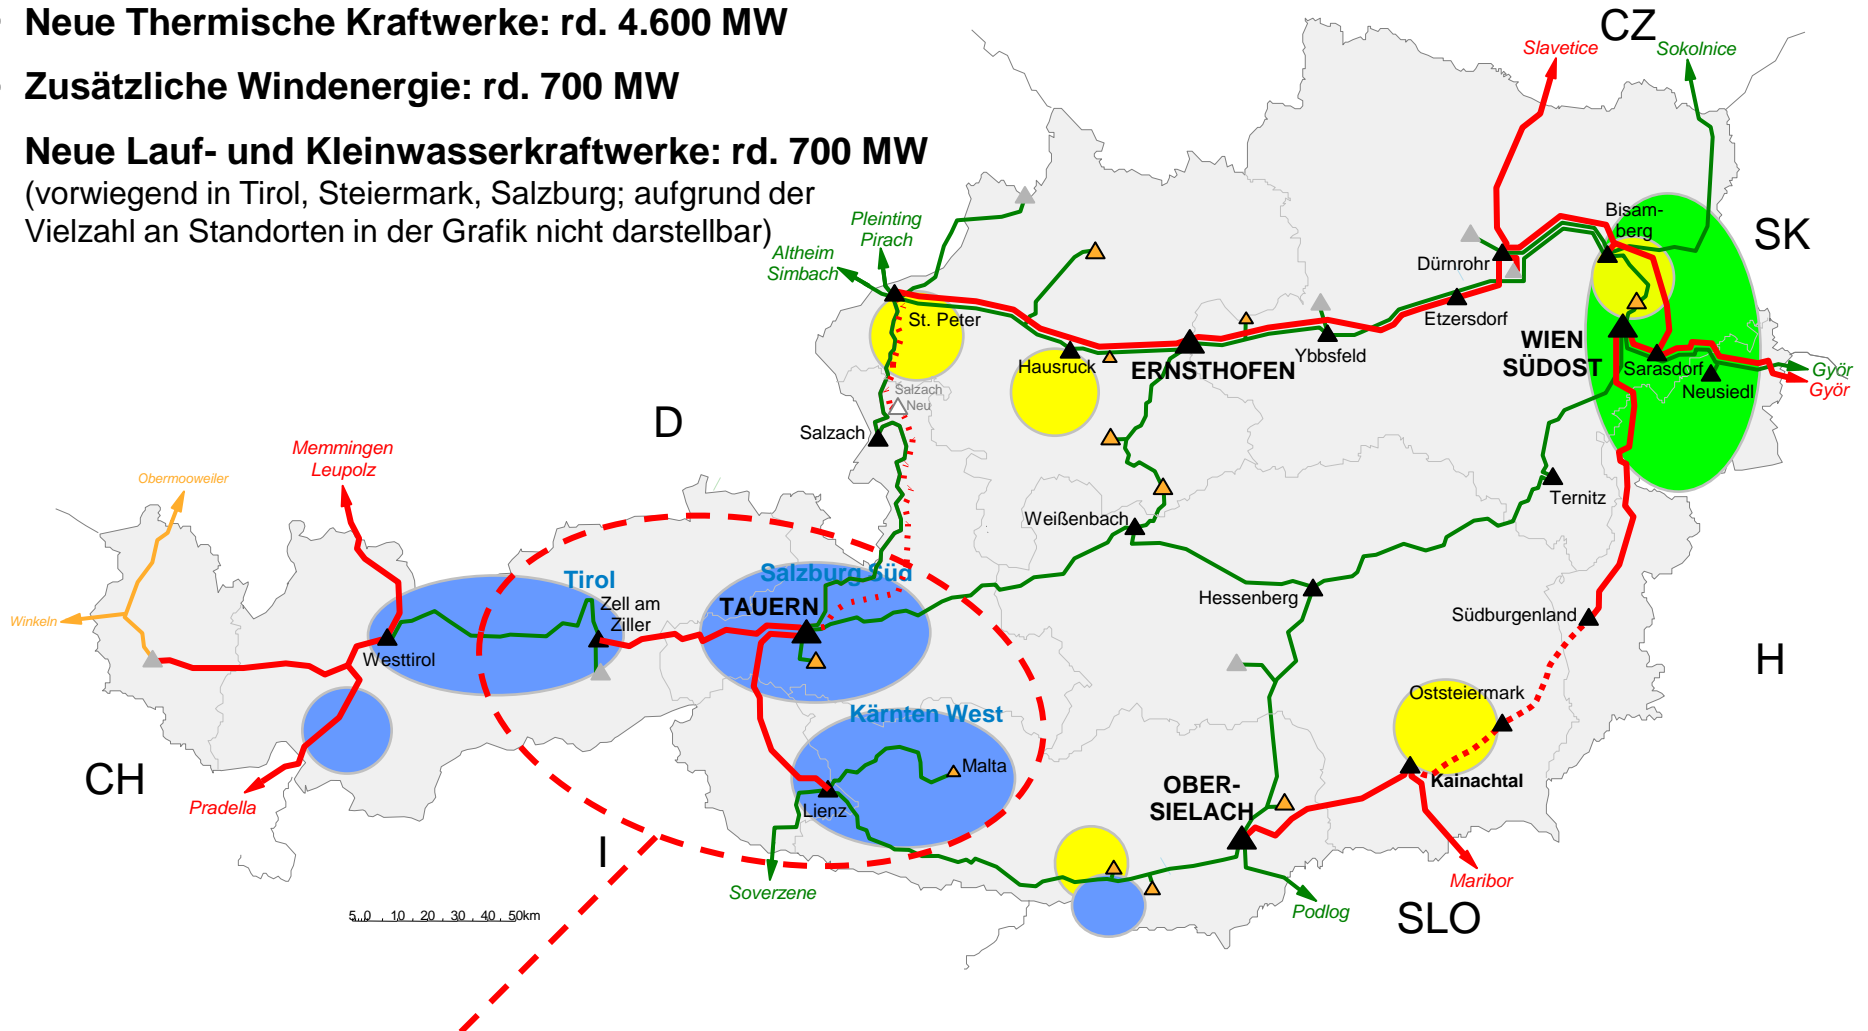 Neue Thermische Kraftwerke: rd. 4.600 MW
Zusätzliche Windenergie: rd. 700 MW
Neue Lauf- und Kleinwasserkraftwerke: rd. 700 MW
(vorwiegend in Tirol, Steiermark, Salzburg; aufgrund der
Vielzahl an Standorten in der Grafik nicht darstellbar)
CZ
Slavetice
Sokolnice
Pleinting
Pirach
Altheim
Simbach
Bisam-
berg
SK
Dürnrohr
St. Peter
Etzersdorf
WIEN
SÜDOST
Hausruck
ERNSTHOFEN
Ybbsfeld
Sarasdorf
Neusiedl
Györ
Györ
Salzach
Neu
Salzach
D
Memmingen
Leupolz
Obermooweiler
Ternitz
Weißenbach
Tirol
Salzburg Süd
Zell am
Ziller
TAUERN
Winkeln
Westtirol
Hessenberg
Südburgenland
H
Oststeiermark
Kärnten West
Malta
Kainachtal
CH
Pradella
Lienz
OBER-
SIELACH
I
Soverzene
Maribor
Podlog
SLO
5 0 10 20 30 40 50km